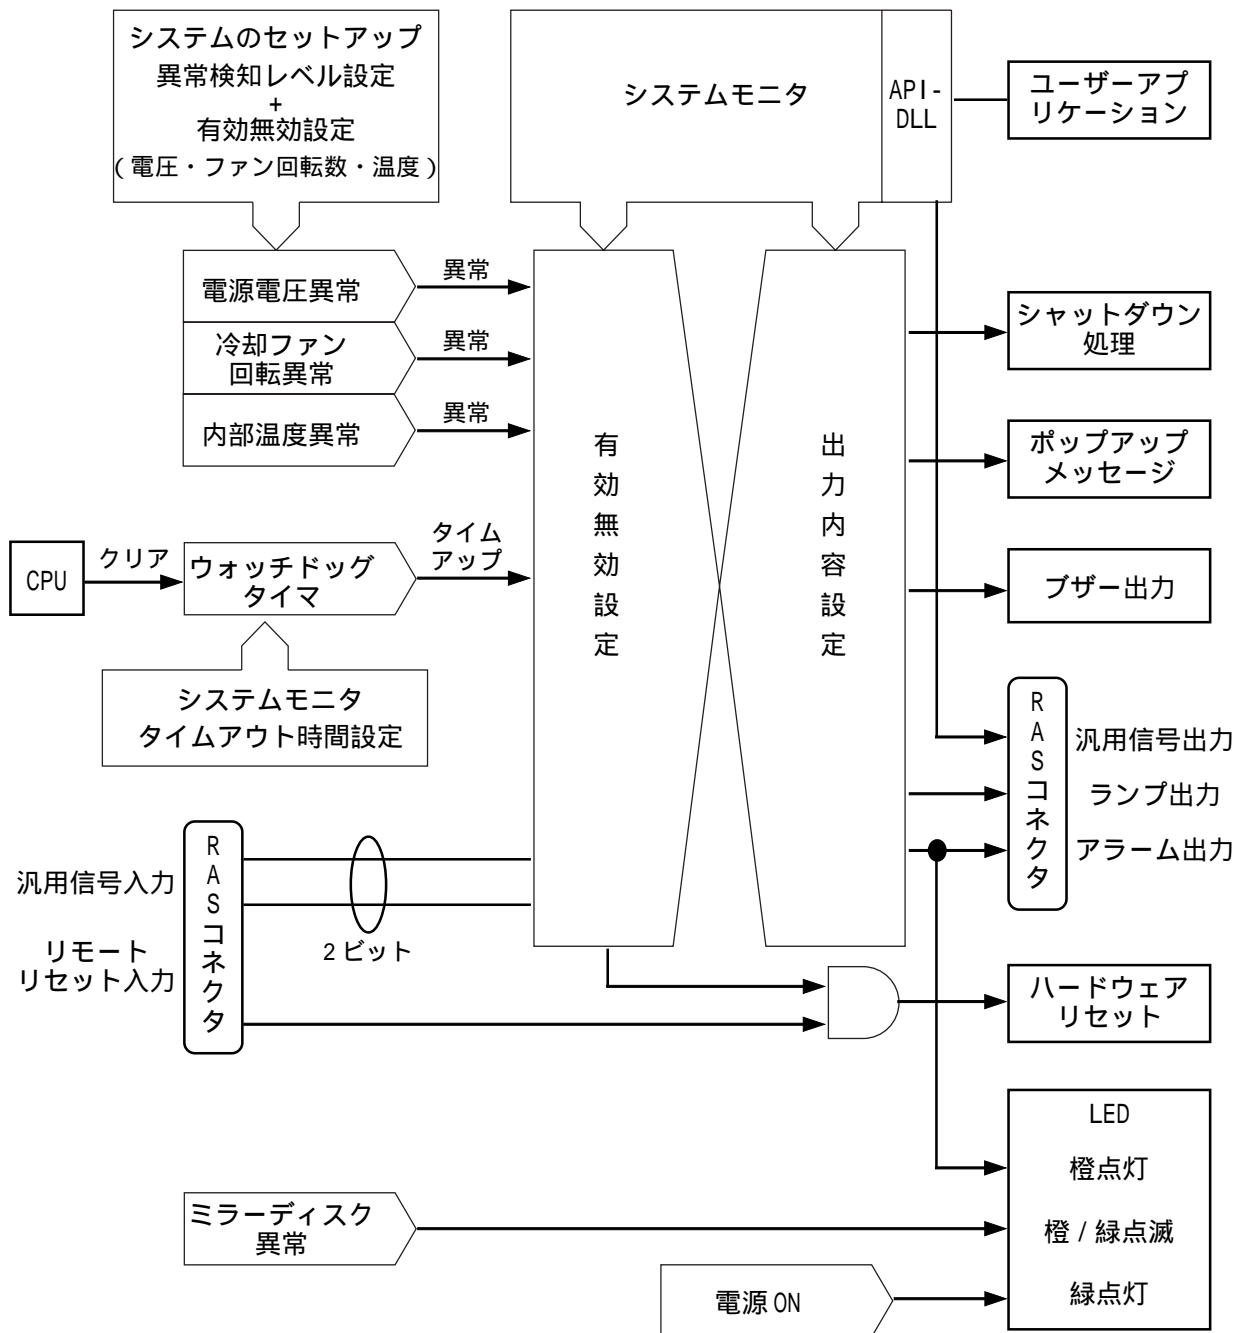 システムのセットアップ
異常検知レベル設定
+
有効無効設定
(電圧・ファン回転数・温度)
システムモニタ
API-
DLL
ユーザーアプ
リケーション
電源電圧異常
異常
冷却ファン
回転異常
異常
内部温度異常
異常
有効無効設定
出力内容設定
シャットダウン
処理
ポップアップ
メッセージ
ブザー出力
CPU
クリア
ウォッチドッグ
タイマ
タイム
アップ
システムモニタ
タイムアウト時間設定
RASコネクタ
汎用信号出力
ランプ出力
アラーム出力
汎用信号入力
リモート
リセット入力
RASコネクタ
2ビット
ハードウェア
リセット
LED
橙点灯
橙/緑点滅
緑点灯
ミラーディスク
異常
電源ON